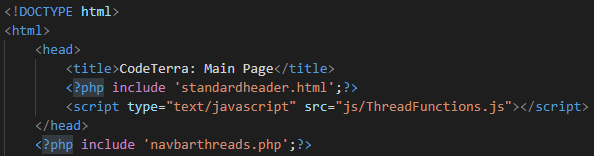 <!DOCTYPE html>
<html>
<head>
<title>CodeTerra: Main Page</title>
<?php include 'standardheader.html';?>
<script type="text/javascript" src="js/ThreadFunctions.js"></script>
</head>
<?php include 'navbarthreads.php';?>